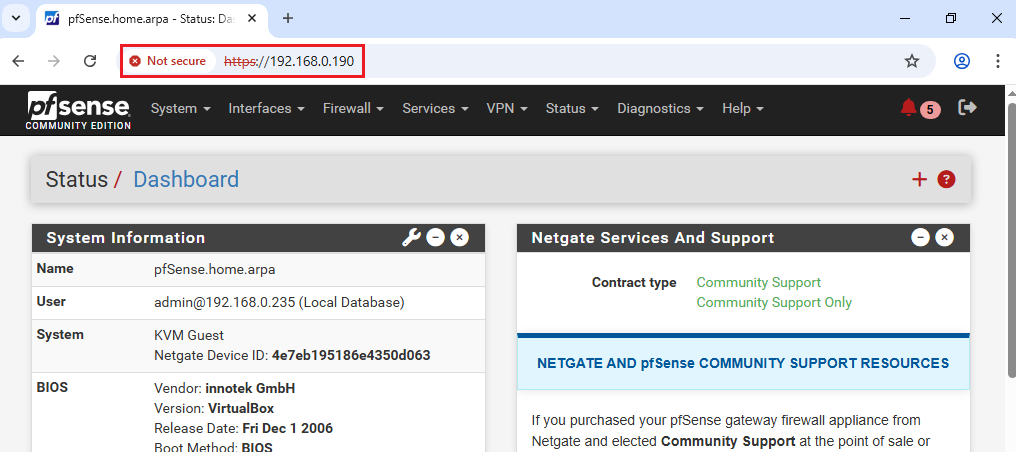 pfSense.home.arpa - Status: Da
Not secure https://192.168.0.190
pfsense
COMMUNITY EDITION
System Interfaces Firewall Services VPN Status Diagnostics Help 5
Status / Dashboard
System Information
Name pfSense.home.arpa
User admin@192.168.0.235 (Local Database)
System KVM Guest
Netgate Device ID: 4e7eb195186e4350d063
BIOS Vendor: innotek GmbH
Version: VirtualBox
Release Date: Fri Dec 1 2006
Boot Method: BIOS
Netgate Services And Support
Contract type Community Support
Community Support Only
NETGATE AND pfSense COMMUNITY SUPPORT RESOURCES
If you purchased your pfSense gateway firewall appliance from
Netgate and elected Community Support at the point of sale or